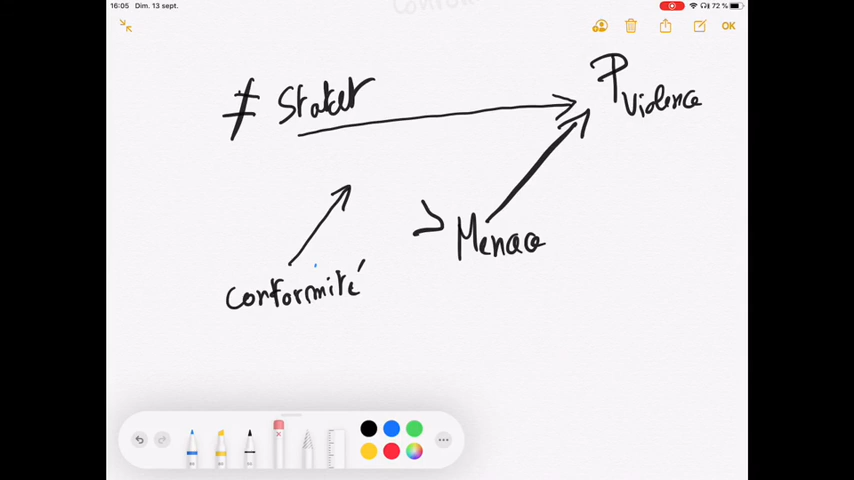 16:05 Dim. 13 sept. 72 %
OK
≠ Statut
P Violence
> Menace
Conformité